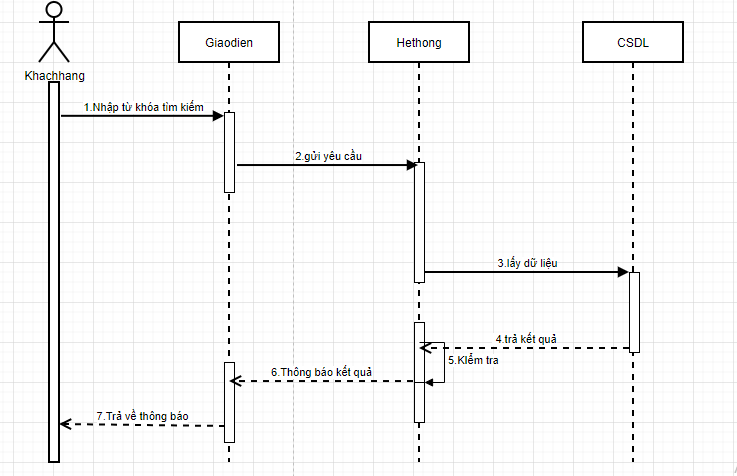 Khachhang
Giaodien
Hethong
CSDL
1.Nhập từ khóa tìm kiếm
2.gửi yêu cầu
3.lấy dữ liệu
4.trả kết quả
5.KIểm tra
6.Thông báo kết quả
7.Trả về thông báo